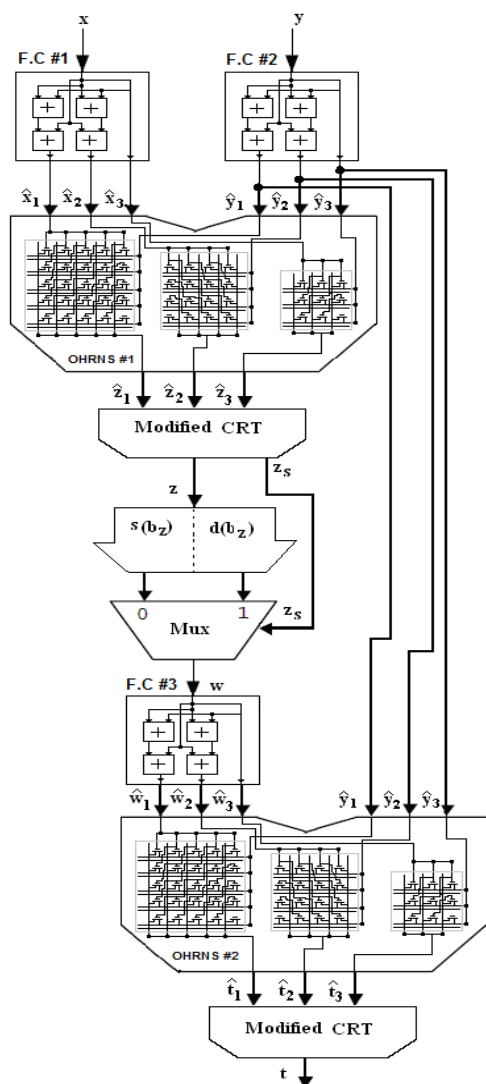 x y
F.C #1 F.C #2
+ + + +
+ + + +
x̂1 x̂2 x̂3 ŷ1 ŷ2 ŷ3
OHRNS #1
ẑ1 ẑ2 ẑ3
Modified CRT
z zs
s(bz) d(bz)
0 1
Mux zs
F.C #3 w
+ +
+ +
ŵ1 ŵ2 ŵ3 ŷ1 ŷ2 ŷ3
OHRNS #2
t̂1 t̂2 t̂3
Modified CRT
t